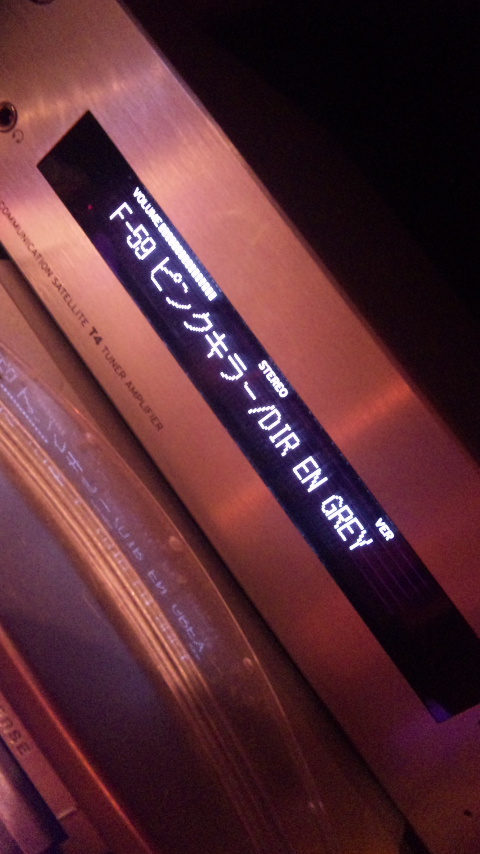 VOLUME
F-59 ピンクキラー/DIR EN GREY
STEREO
VER
COMMUNICATION SATELLITE T4 TUNER AMPLIFIER